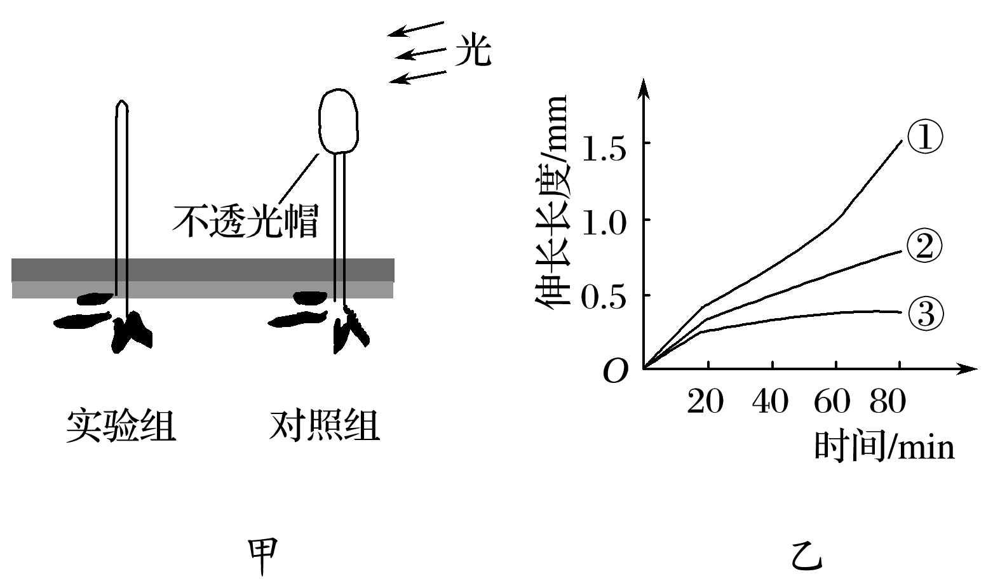 光
不透光帽
实验组
对照组
甲
伸长长度/mm
1.5
1.0
0.5
O
20 40 60 80
时间/min
①
②
③
乙